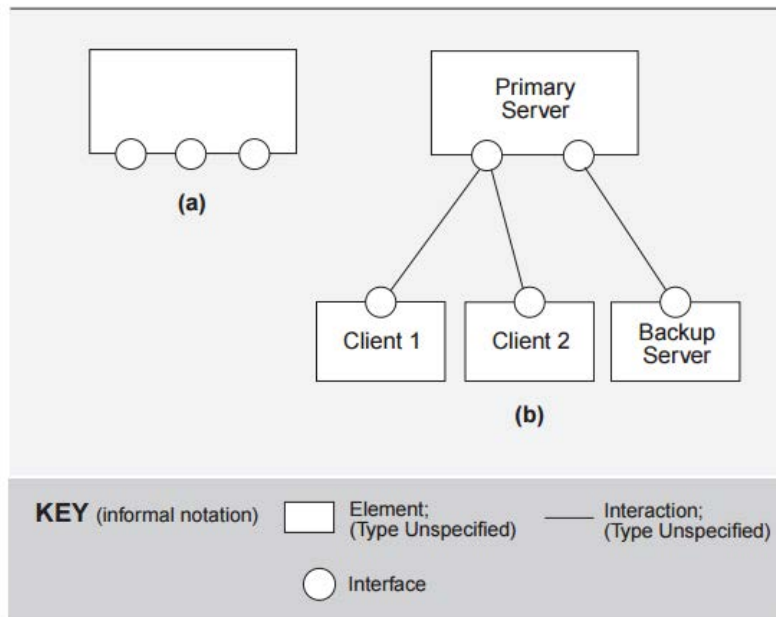 Primary
Server
(a)
Client 1
Client 2
Backup
Server
(b)
KEY (informal notation)
Element;
(Type Unspecified)
Interaction;
(Type Unspecified)
Interface